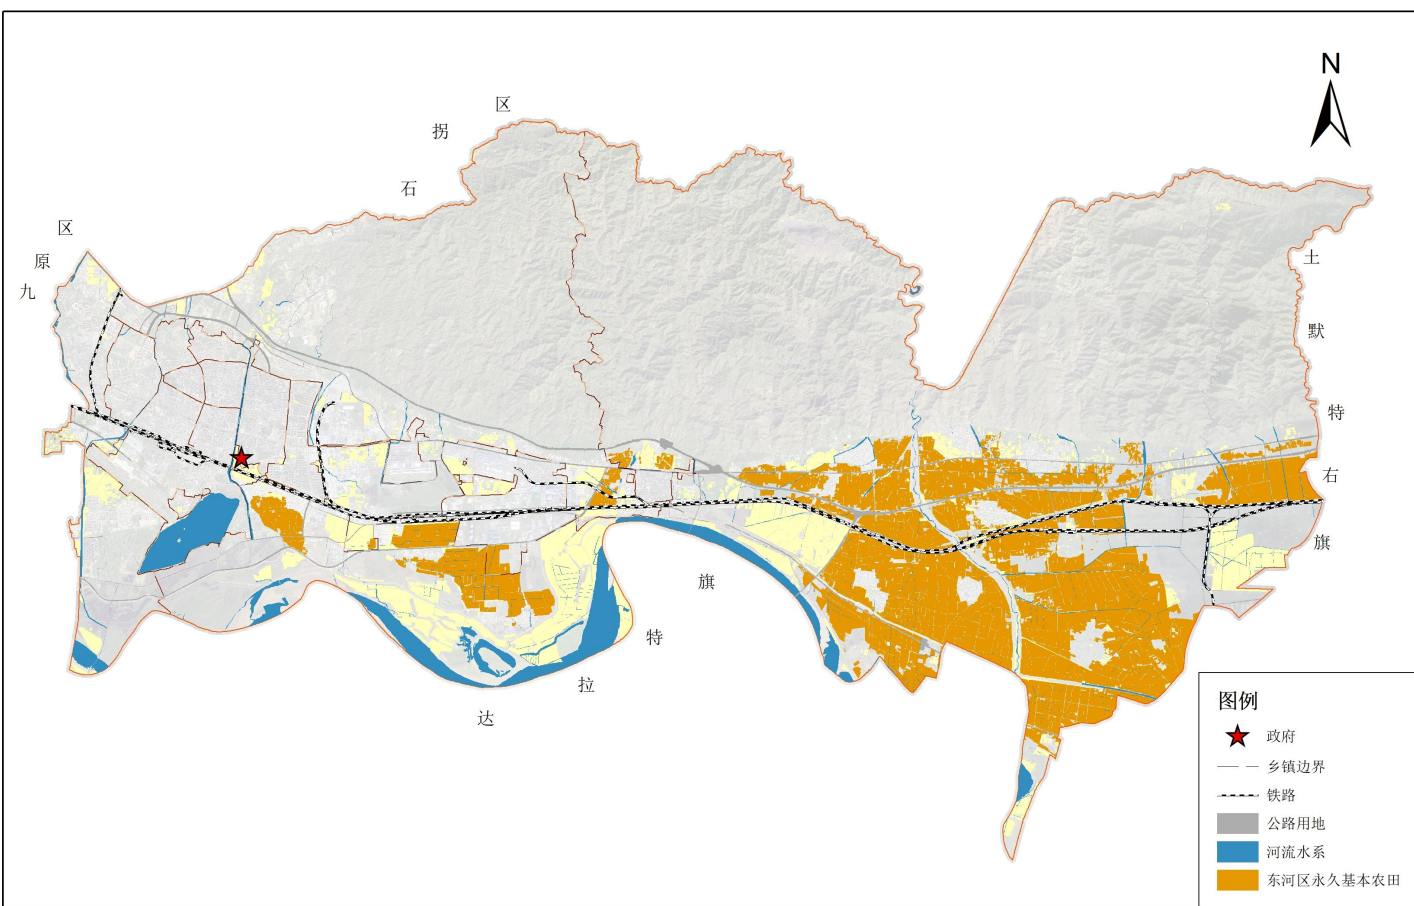 N
石拐区
九原区
土默特右旗
达拉特旗
图例
政府
乡镇边界
铁路
公路用地
河流水系
东河区永久基本农田